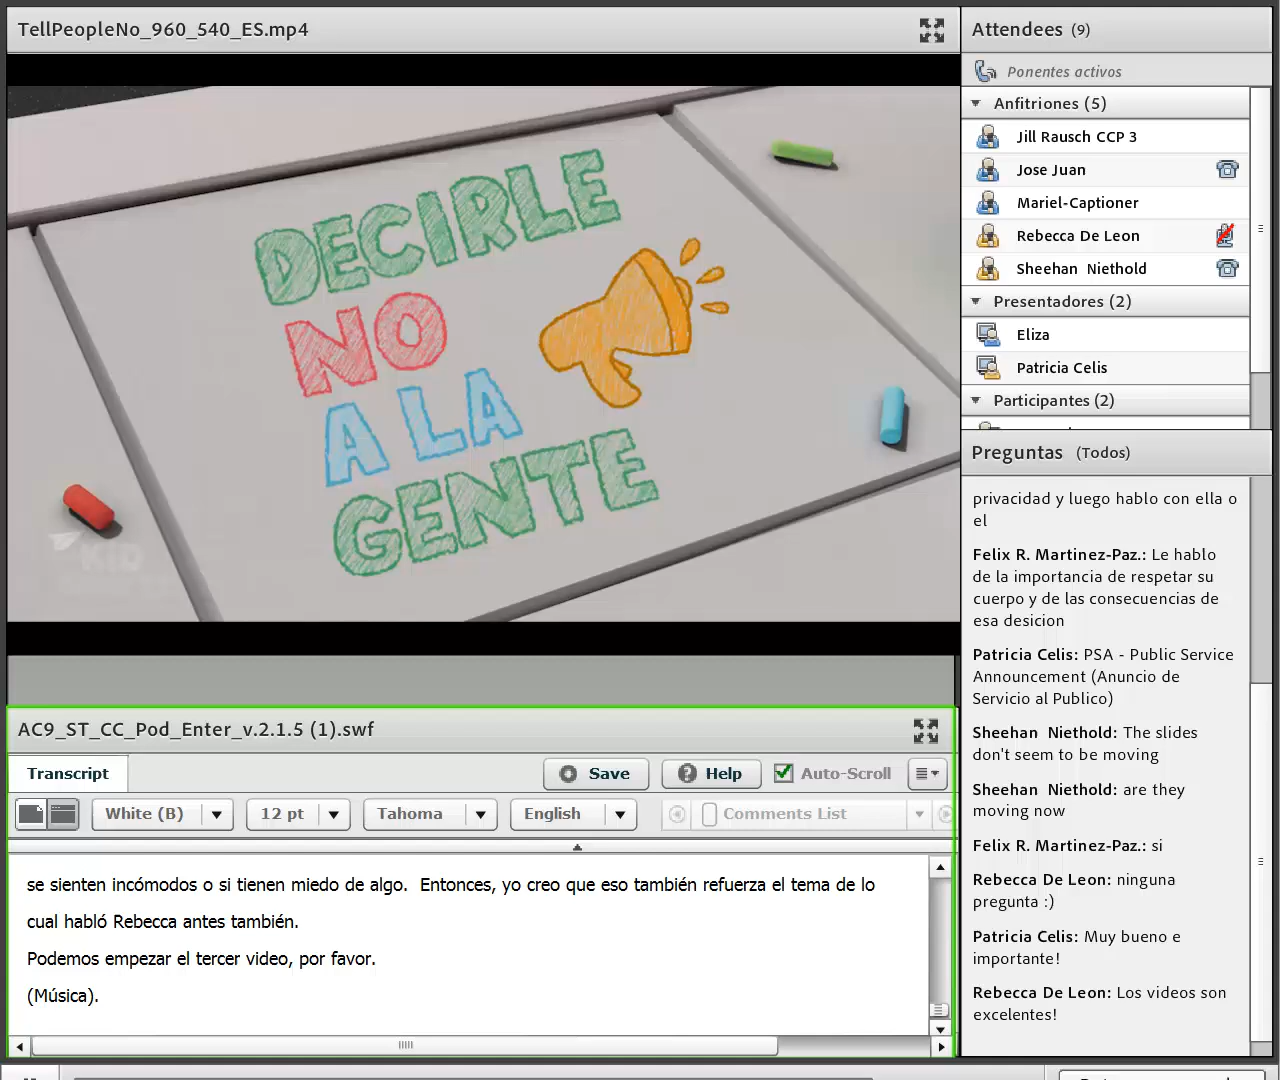 TellPeopleNo_960_540_ES.mp4
DECIRLE
NO
A LA
GENTE
KID
AC9_ST_CC_Pod_Enter_v.2.1.5 (1).swf
Transcript
Save
Help
Auto-Scroll
White (B)
12 pt
Tahoma
English
Comments List
se sienten incómodos o si tienen miedo de algo.  Entonces, yo creo que eso también refuerza el tema de lo
cual habló Rebecca antes también.
Podemos empezar el tercer video, por favor.
(Música).
Attendees (9)
Ponentes activos
Anfitriones (5)
Jill Rausch CCP 3
Jose Juan
Mariel-Captioner
Rebecca De Leon
Sheehan  Niethold
Presentadores (2)
Eliza
Patricia Celis
Participantes (2)
Preguntas (Todos)
privacidad y luego hablo con ella o
el
Felix R. Martinez-Paz.: Le hablo
de la importancia de respetar su
cuerpo y de las consecuencias de
esa desicion
Patricia Celis: PSA - Public Service
Announcement (Anuncio de
Servicio al Publico)
Sheehan  Niethold: The slides
don't seem to be moving
Sheehan  Niethold: are they
moving now
Felix R. Martinez-Paz.: si
Rebecca De Leon: ninguna
pregunta :)
Patricia Celis: Muy bueno e
importante!
Rebecca De Leon: Los videos son
excelentes!